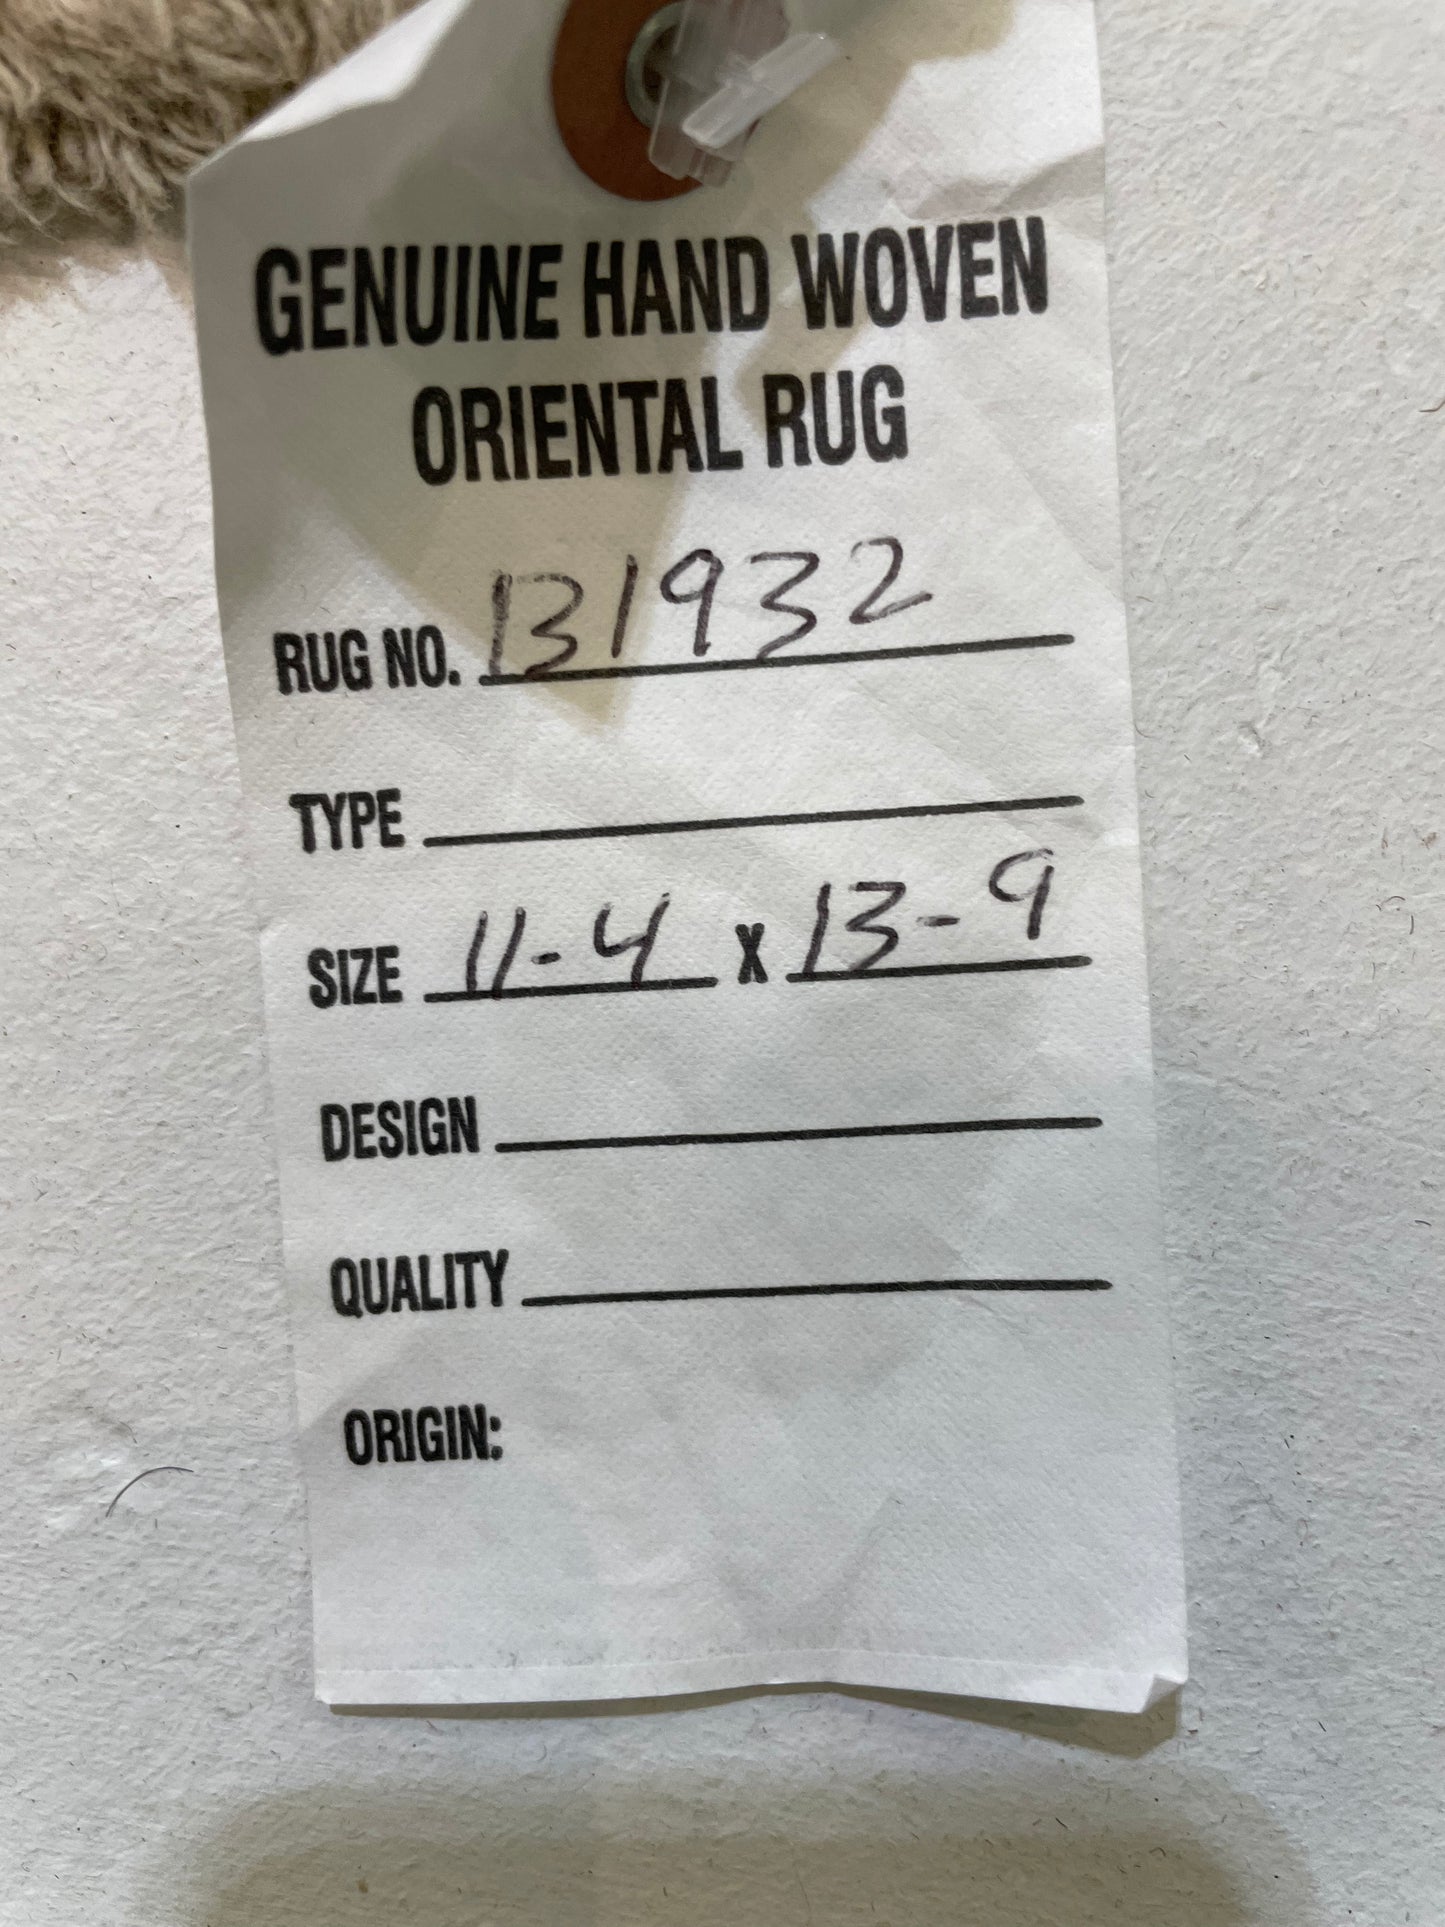 GENUINE HAND WOVEN
ORIENTAL RUG
RUG NO. 131932
TYPE
SIZE 11-4 X 13-9
DESIGN
QUALITY
ORIGIN: